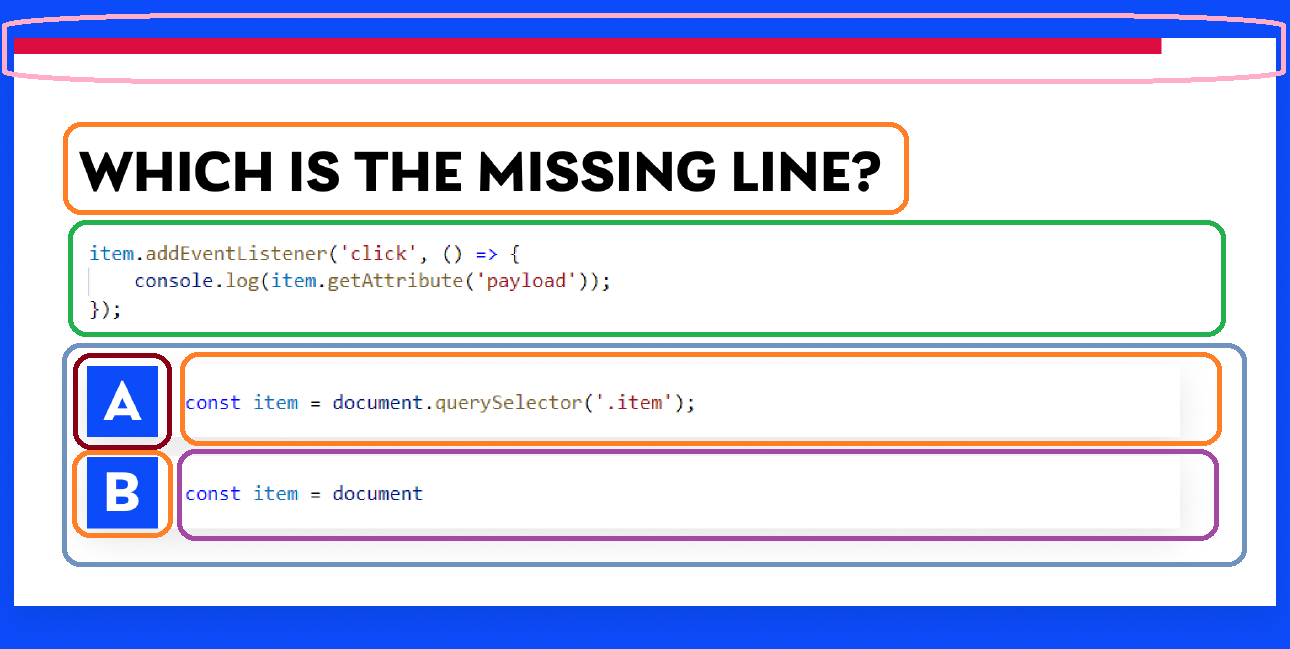 WHICH IS THE MISSING LINE?
item.addEventListener('click', () => {
    console.log(item.getAttribute('payload'));
});
A const item = document.querySelector('.item');
B const item = document